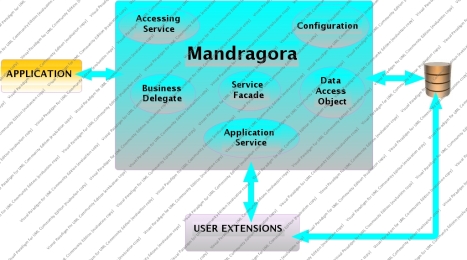 Accessing
Service
Configuration
Mandragora
APPLICATION
Business
Delegate
Service
Facade
Data
Access
Object
Application
Service
USER EXTENSIONS